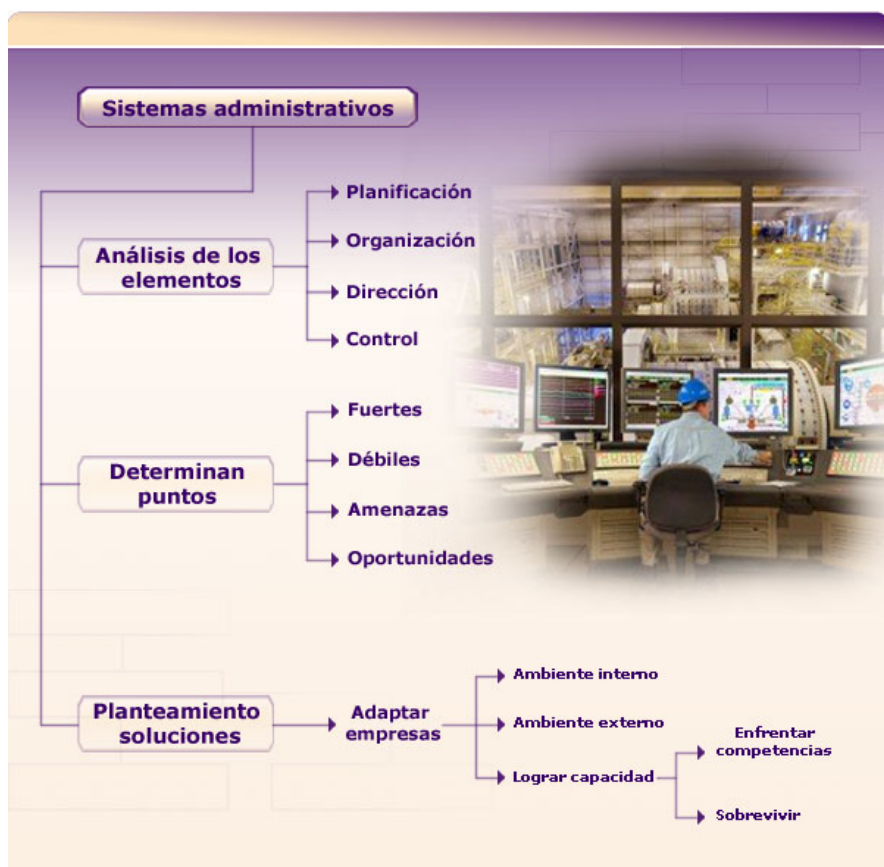 Sistemas administrativos
Análisis de los
elementos
Planificación
Organización
Dirección
Control
Determinan
puntos
Fuertes
Débiles
Amenazas
Oportunidades
Planteamiento
soluciones
Adaptar
empresas
Ambiente interno
Ambiente externo
Lograr capacidad
Enfrentar
competencias
Sobrevivir